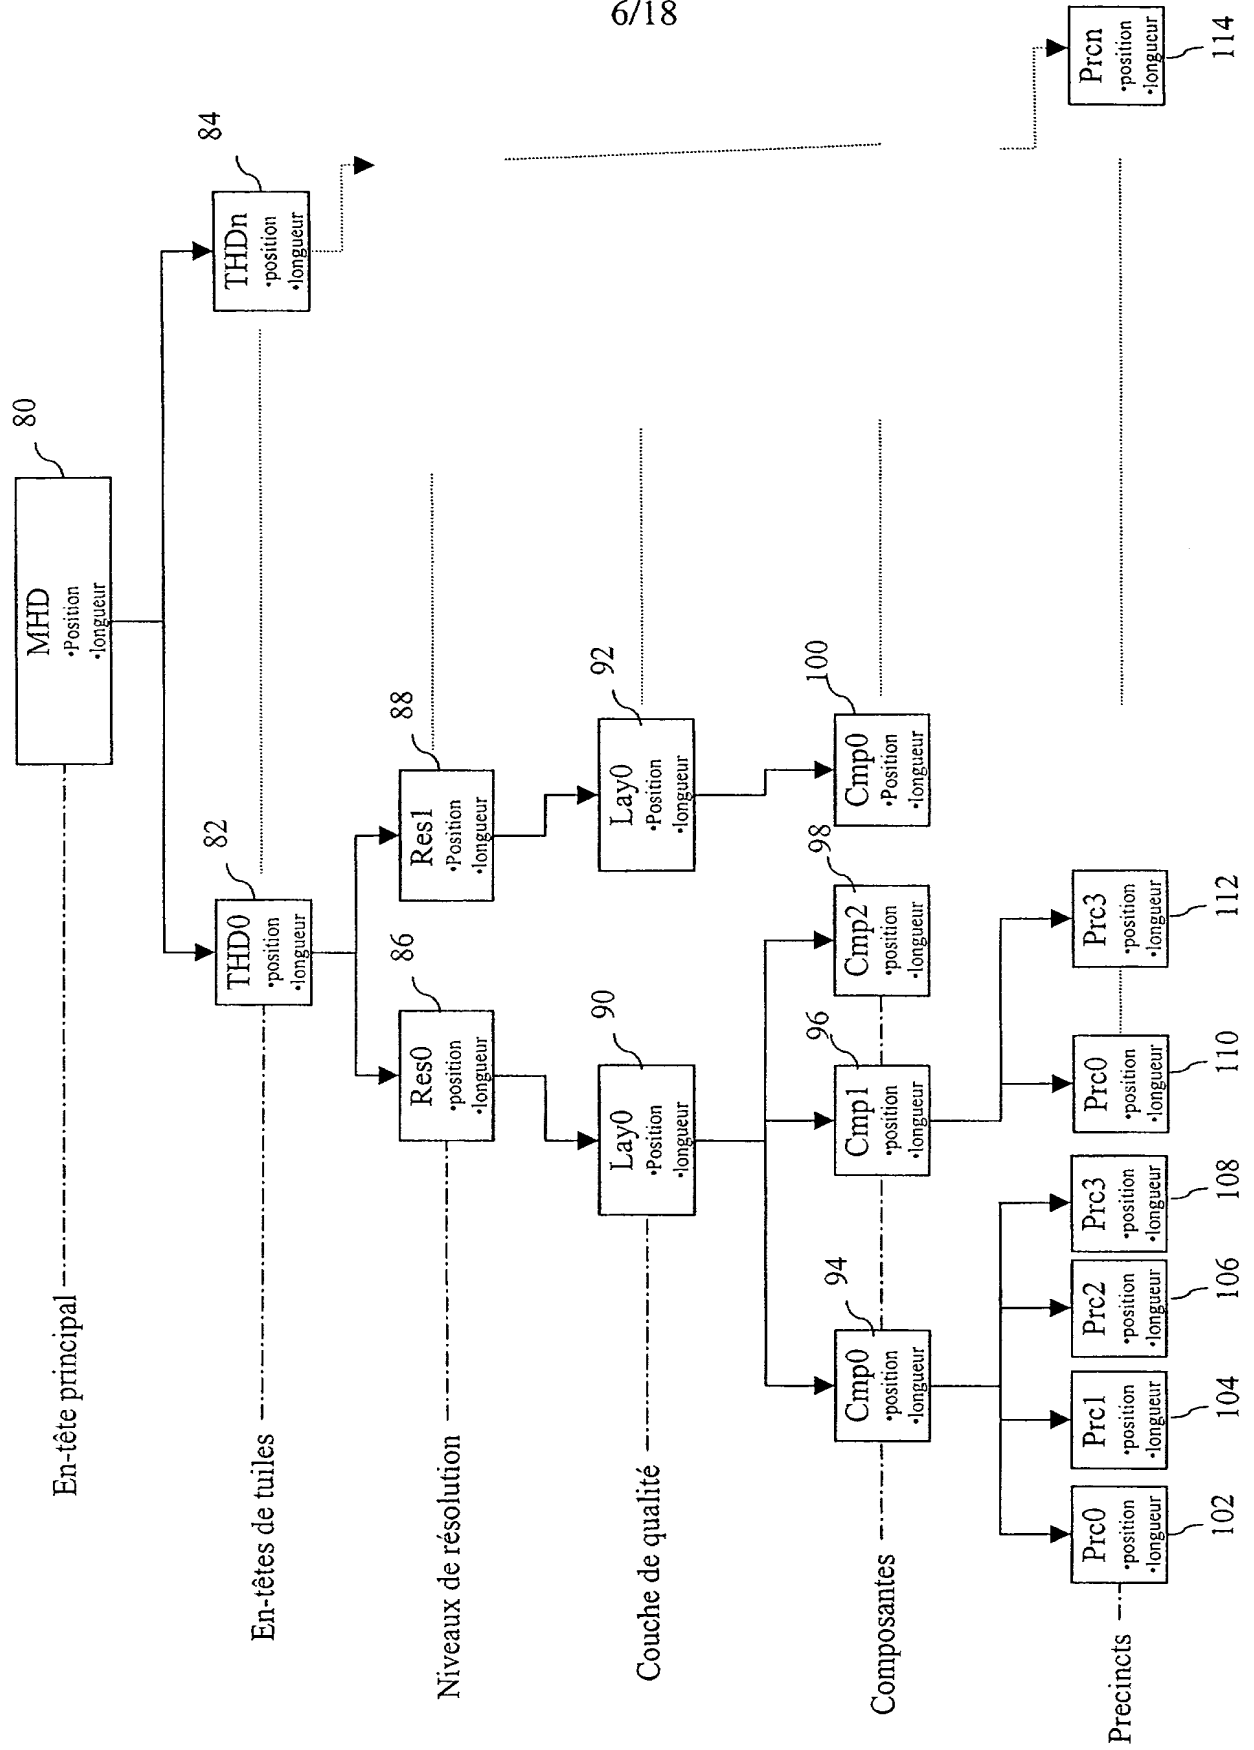 6/18
En-tête principal
MHD
•Position
•longueur
80
En-têtes de tuiles
THD0
•position
•longueur
82
THDn
•position
•longueur
84
Niveaux de résolution
Res0
•position
•longueur
86
Res1
•Position
•longueur
88
Couche de qualité
Lay0
•Position
•longueur
90
Lay0
•Position
•longueur
92
Composantes
Cmp0
•position
•longueur
94
Cmp1
•position
•longueur
96
Cmp2
•position
•longueur
98
Cmp0
•Position
•longueur
100
Precincts
Prc0
•position
•longueur
102
Prc1
•position
•longueur
104
Prc2
•position
•longueur
106
Prc3
•position
•longueur
108
Prc0
•position
•longueur
110
Prc3
•position
•longueur
112
Prcn
•position
•longueur
114